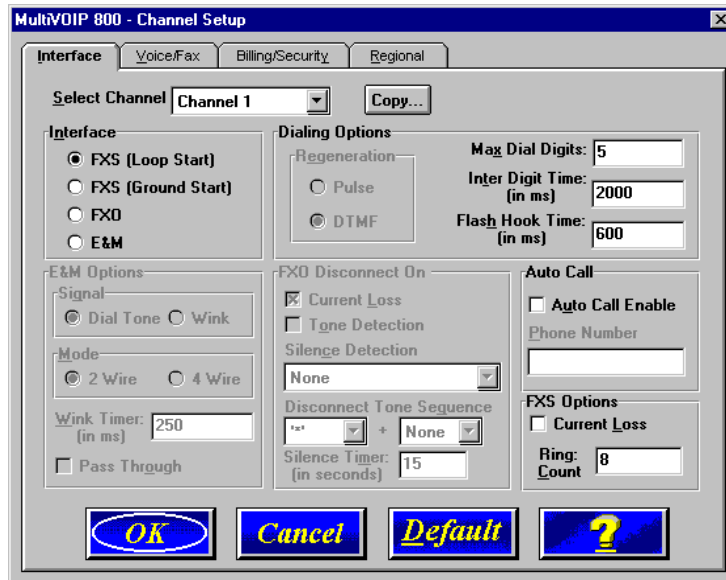 MultiVOIP 800 - Channel Setup
Interface Voice/Fax Billing/Security Regional
Select Channel Channel 1 Copy...
Interface
FXS (Loop Start)
FXS (Ground Start)
FXO
E&M
Dialing Options
Regeneration
Pulse
DTMF
Max Dial Digits: 5
Inter Digit Time: 2000
(in ms)
Flash Hook Time: 600
(in ms)
E&M Options
Signal
Dial Tone Wink
Mode
2 Wire 4 Wire
Wink Timer: 250
(in ms)
Pass Through
FXO Disconnect On
Current Loss
Tone Detection
Silence Detection
None
Disconnect Tone Sequence
'*' + None
Silence Timer: 15
(in seconds)
Auto Call
Auto Call Enable
Phone Number
FXS Options
Current Loss
Ring: 8
Count
OK Cancel Default ?